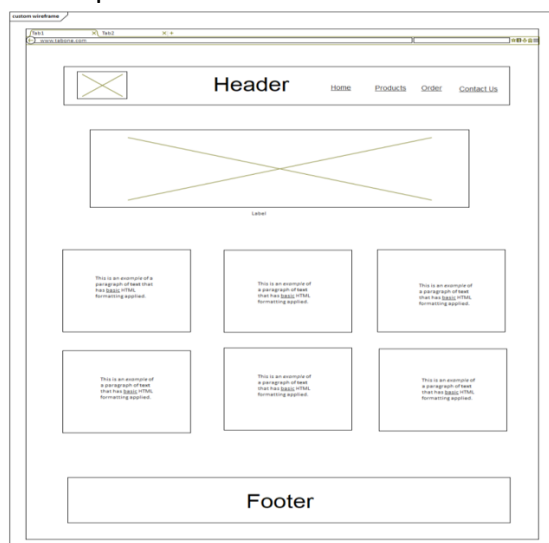 custom wireframe
Tab1
Tab2
www.tabone.com
Header
Home
Products
Order
Contact Us
Label
This is an example of a
paragraph of text that
has basic HTML
formatting applied.
This is an example of
a paragraph of text
that has basic HTML
formatting applied.
This is an example of
a paragraph of text
that has basic HTML
formatting applied.
This is an example of
a paragraph of text
that has basic HTML
formatting applied.
This is an example of
a paragraph of text
that has basic HTML
formatting applied.
This is an example of
a paragraph of text
that has basic HTML
formatting applied.
Footer